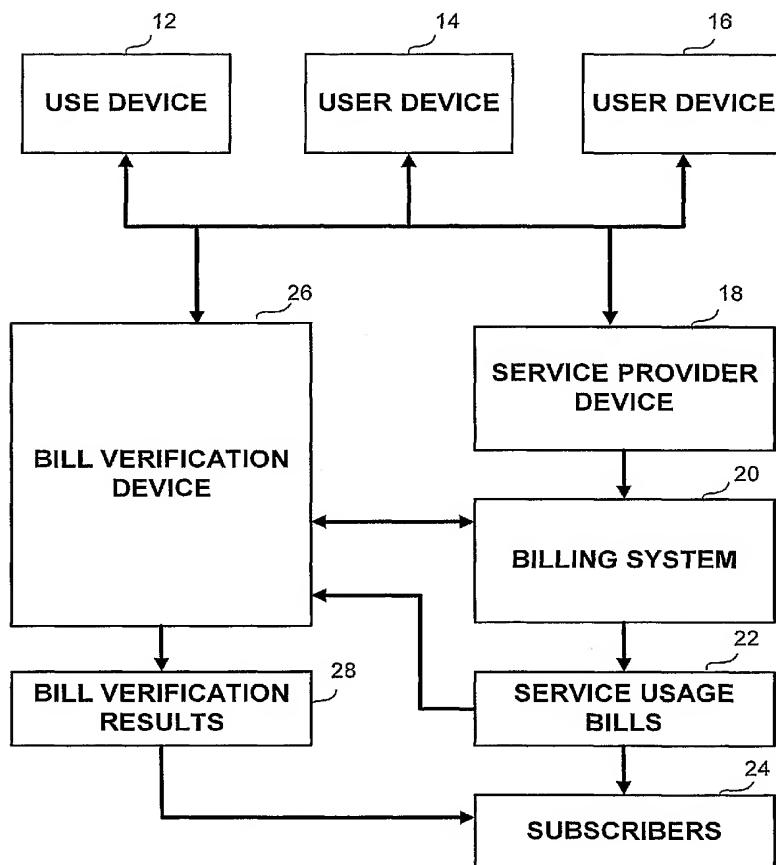 12
14
16
USE DEVICE
USER DEVICE
USER DEVICE
26
18
SERVICE PROVIDER
DEVICE
BILL VERIFICATION
DEVICE
20
BILLING SYSTEM
22
BILL VERIFICATION
RESULTS
28
SERVICE USAGE
BILLS
24
SUBSCRIBERS